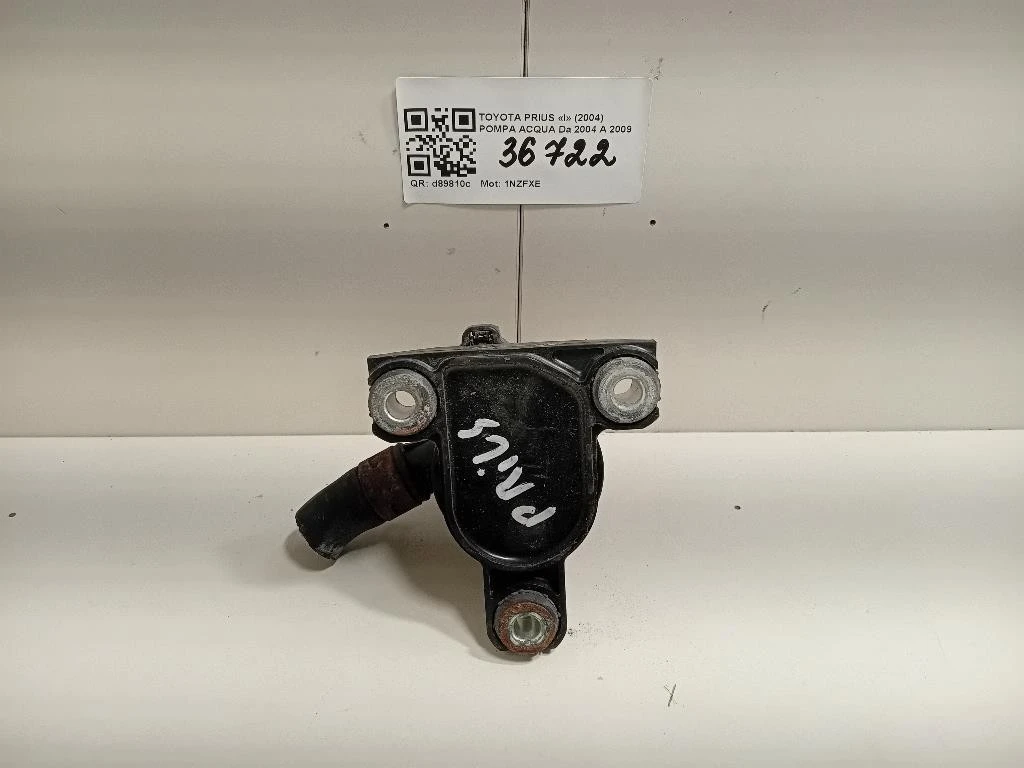 TOYOTA PRIUS «I» (2004)
POMPA ACQUA Da 2004 A 2009
36722
QR: d89810c Mot: 1NZFXE
PRiUS